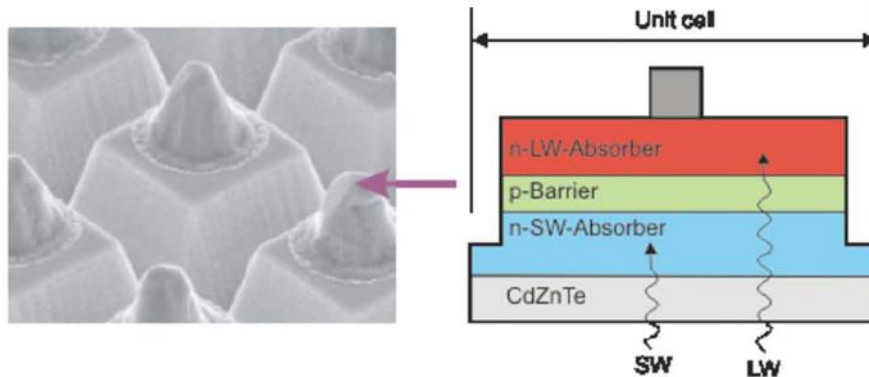 Unit cell
n-LW-Absorber
p-Barrier
n-SW-Absorber
CdZnTe
SW
LW